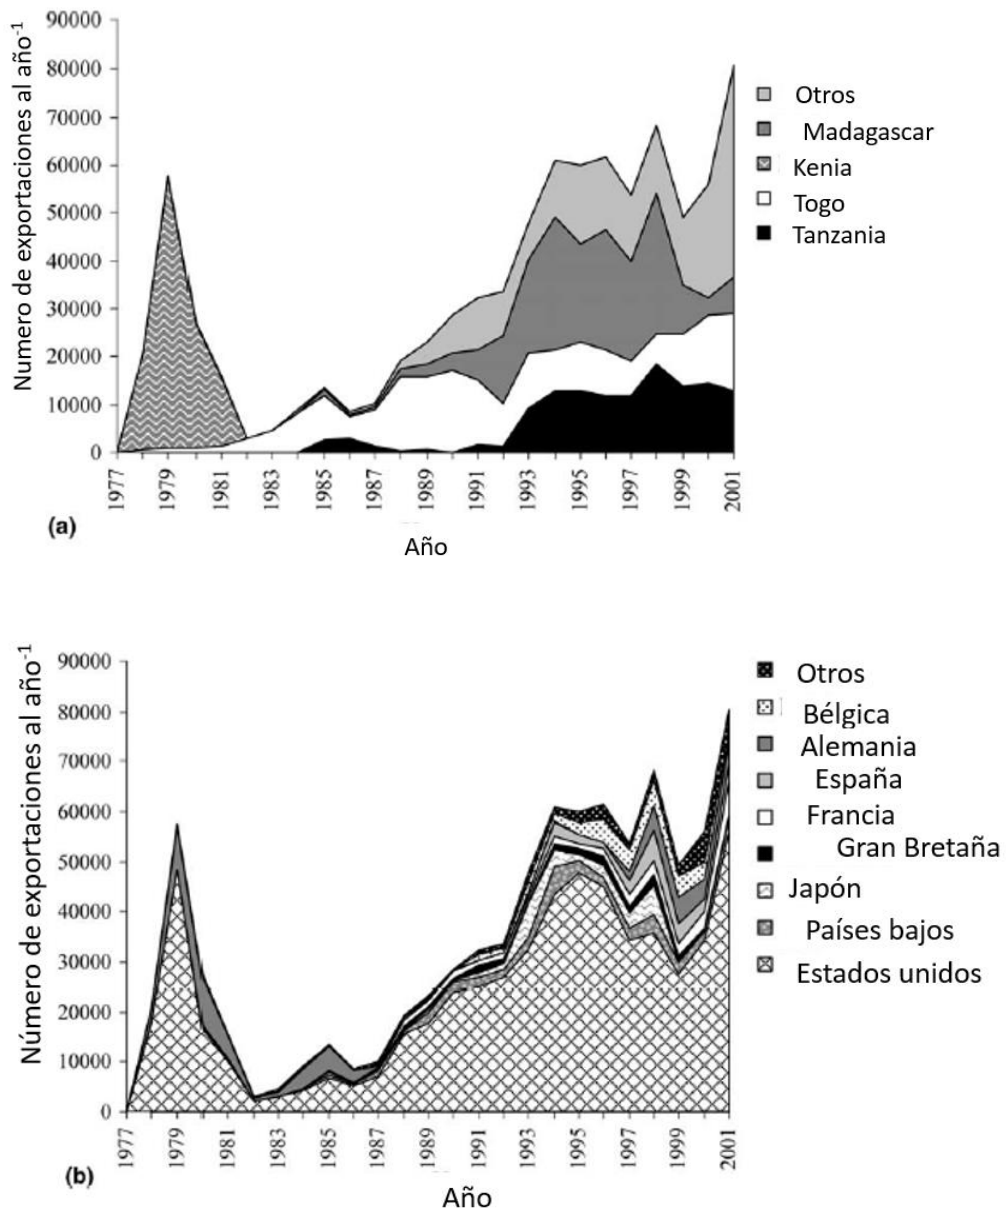 Numero de exportaciones al año-1
90000
80000
70000
60000
50000
40000
30000
20000
10000
0
1977
1979
1981
1983
1985
1987
1989
1991
1993
1995
1997
1999
2001
Otros
Madagascar
Kenia
Togo
Tanzania
(a)
Año
Número de exportaciones al año-1
90000
80000
70000
60000
50000
40000
30000
20000
10000
0
1977
1979
1981
1983
1985
1987
1989
1991
1993
1995
1997
1999
2001
Otros
Bélgica
Alemania
España
Francia
Gran Bretaña
Japón
Países bajos
Estados unidos
(b)
Año